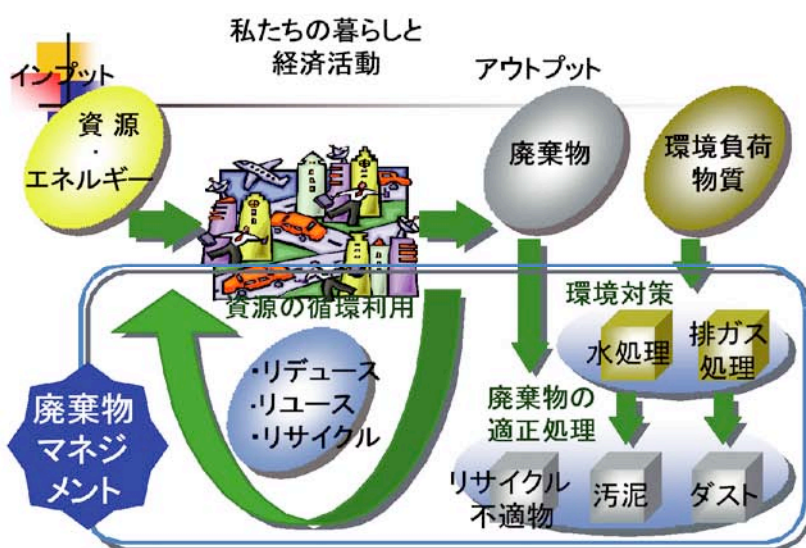 私たちの暮らしと
経済活動
インプット
アウトプット
資 源
・
エネルギー
廃棄物
環境負荷
物質
資源の循環利用
環境対策
・リデュース
・リユース
・リサイクル
水処理
排ガス
処理
廃棄物
マネジ
メント
廃棄物の
適正処理
リサイクル
不適物
汚泥
ダスト